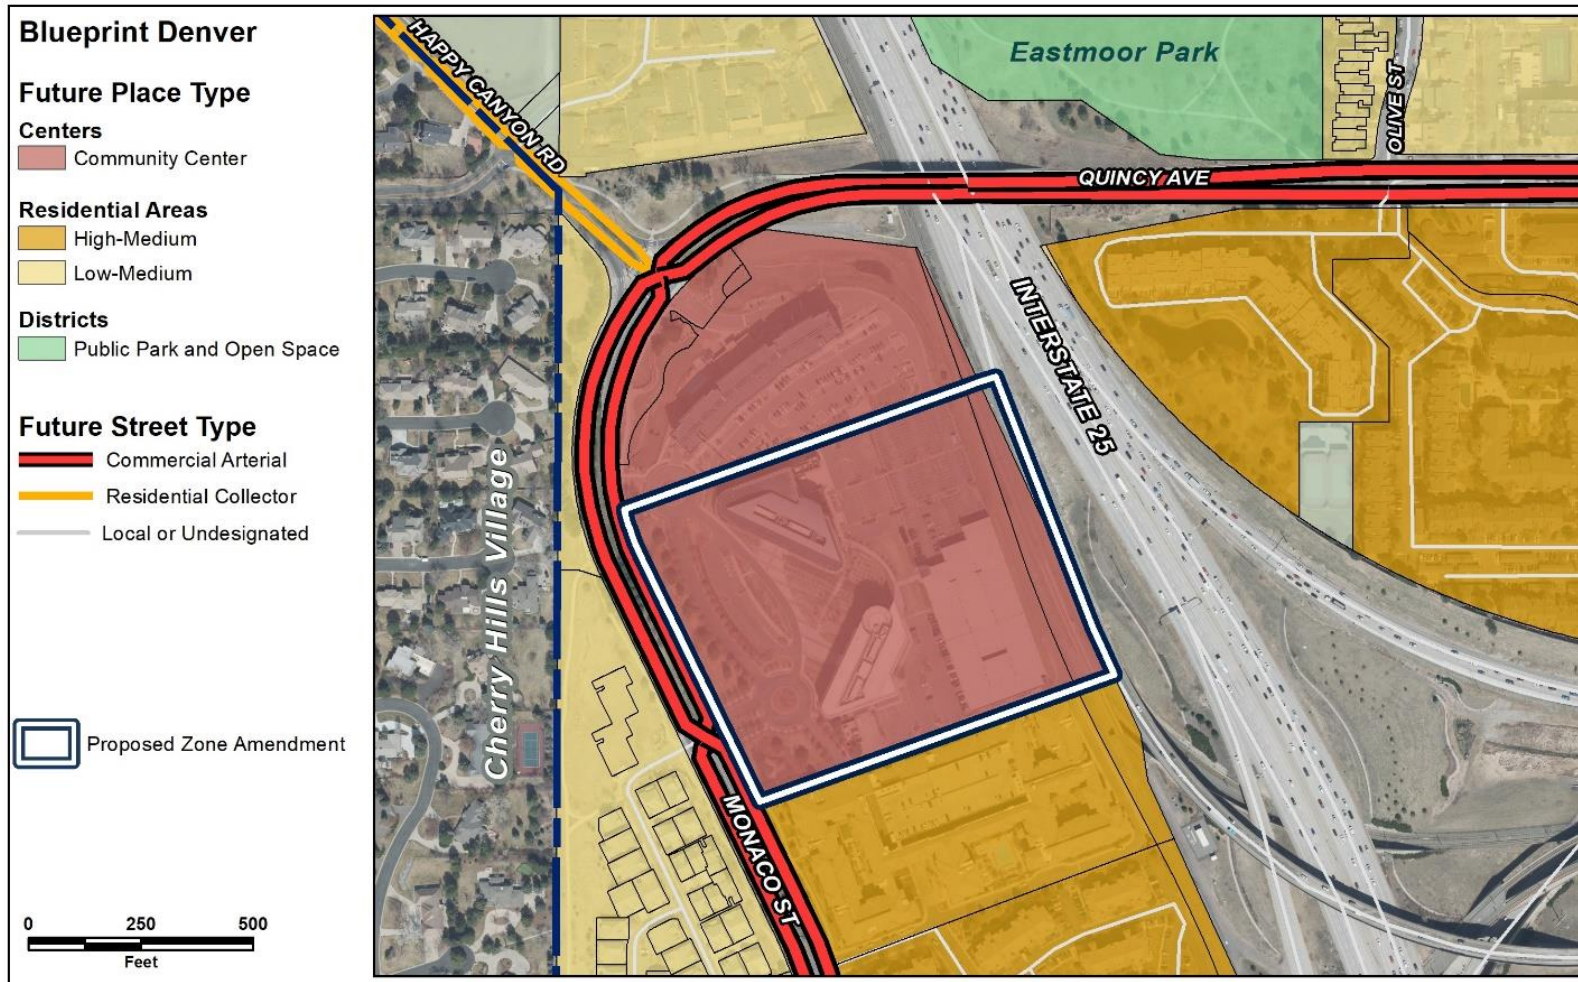 Blueprint Denver
Future Place Type
Centers
Community Center
Residential Areas
High-Medium
Low-Medium
Districts
Public Park and Open Space
Future Street Type
Commercial Arterial
Residential Collector
Local or Undesignated
Proposed Zone Amendment
0 250 500
Feet
HAPPY CANYON RD
Eastmoor Park
OLIVE ST
QUINCY AVE
INTERSTATE 25
Cherry Hills Village
MONACO ST